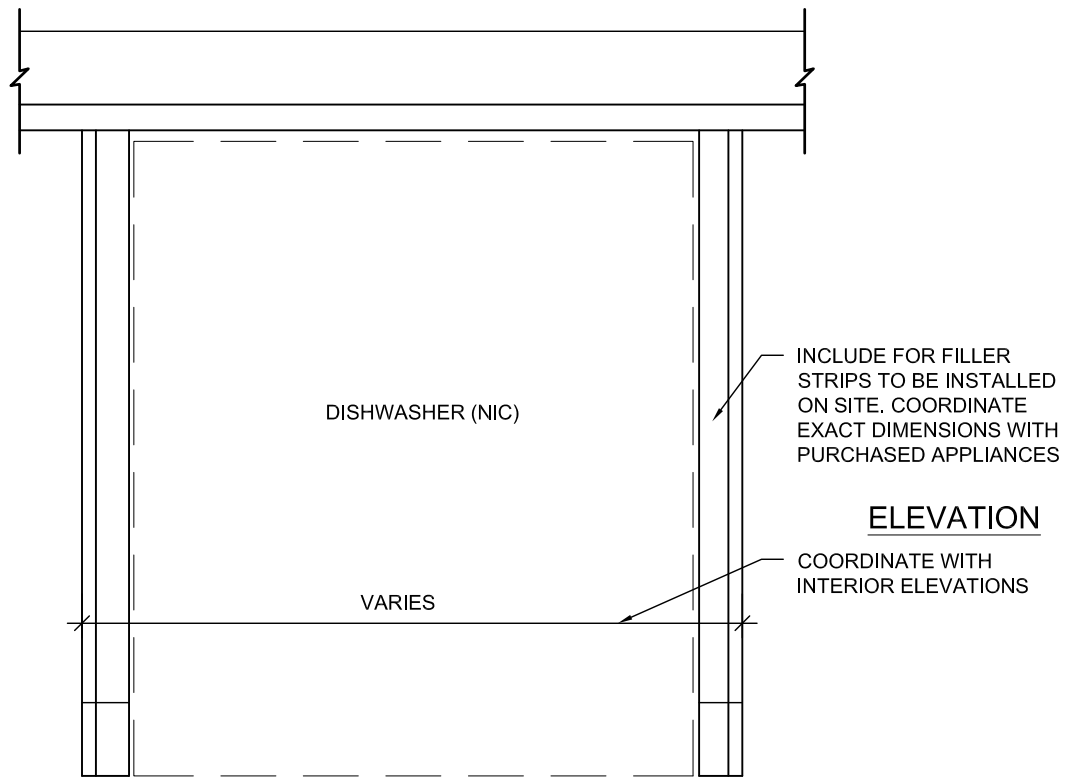 INCLUDE FOR FILLER
STRIPS TO BE INSTALLED
ON SITE. COORDINATE
EXACT DIMENSIONS WITH
PURCHASED APPLIANCES
DISHWASHER (NIC)
ELEVATION
COORDINATE WITH
INTERIOR ELEVATIONS
VARIES